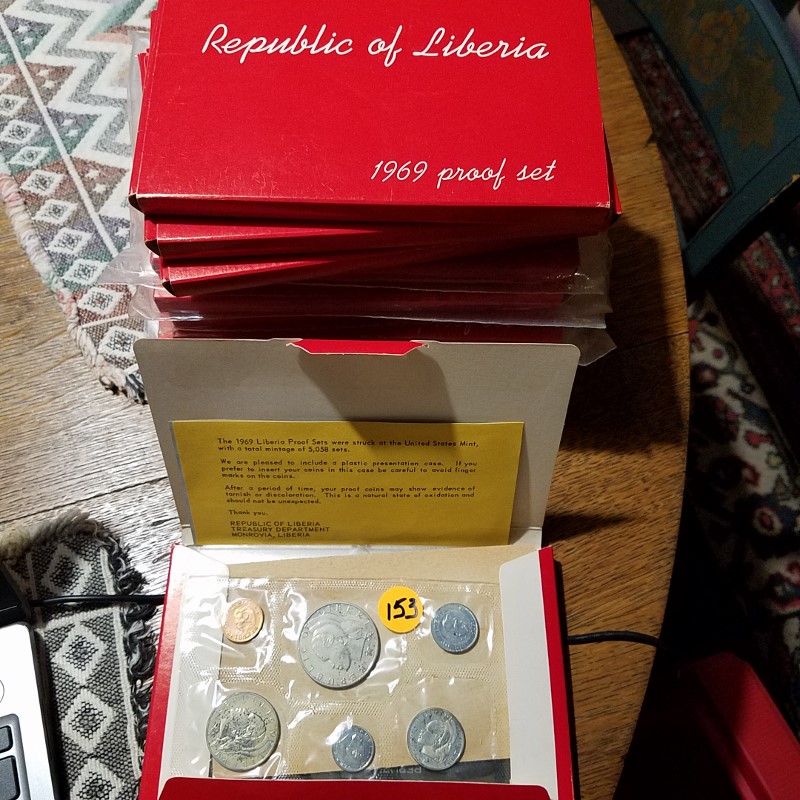 Republic of Liberia
1969 proof set
The 1969 Liberia Proof Sets were struck at the United States Mint,
with a total mintage of 5,058 sets.
We are pleased to include a plastic presentation case. If you
prefer to insert your coins in this case be careful to avoid finger
marks on the coins.
After a period of time, your proof coins may show evidence of
tarnish or discoloration. This is a natural state of oxidation and
should not be unexpected.
Thank you.
REPUBLIC OF LIBERIA
TREASURY DEPARTMENT
MONROVIA, LIBERIA
153